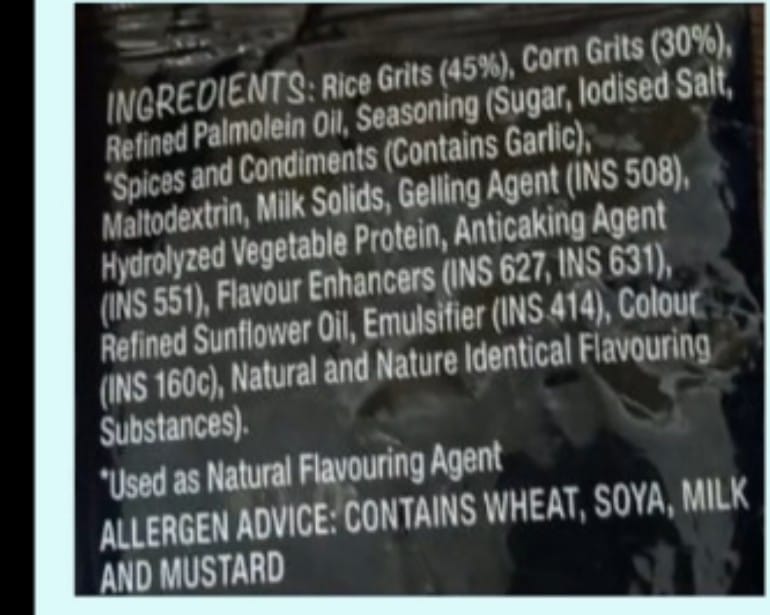 INGREDIENTS: Rice Grits (45%), Corn Grits (30%),
Refined Palmolein Oil, Seasoning (Sugar, Iodised Salt,
*Spices and Condiments (Contains Garlic),
Maltodextrin, Milk Solids, Gelling Agent (INS 508),
Hydrolyzed Vegetable Protein, Anticaking Agent
(INS 551), Flavour Enhancers (INS 627, INS 631),
Refined Sunflower Oil, Emulsifier (INS 414), Colour
(INS 160c), Natural and Nature Identical Flavouring
Substances).
*Used as Natural Flavouring Agent
ALLERGEN ADVICE: CONTAINS WHEAT, SOYA, MILK
AND MUSTARD